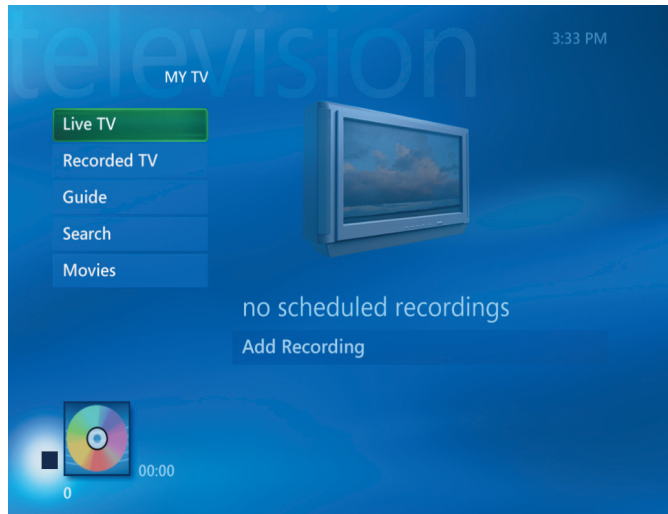 television
3:33 PM
MY TV
Live TV
Recorded TV
Guide
Search
Movies
no scheduled recordings
Add Recording
00:00
0